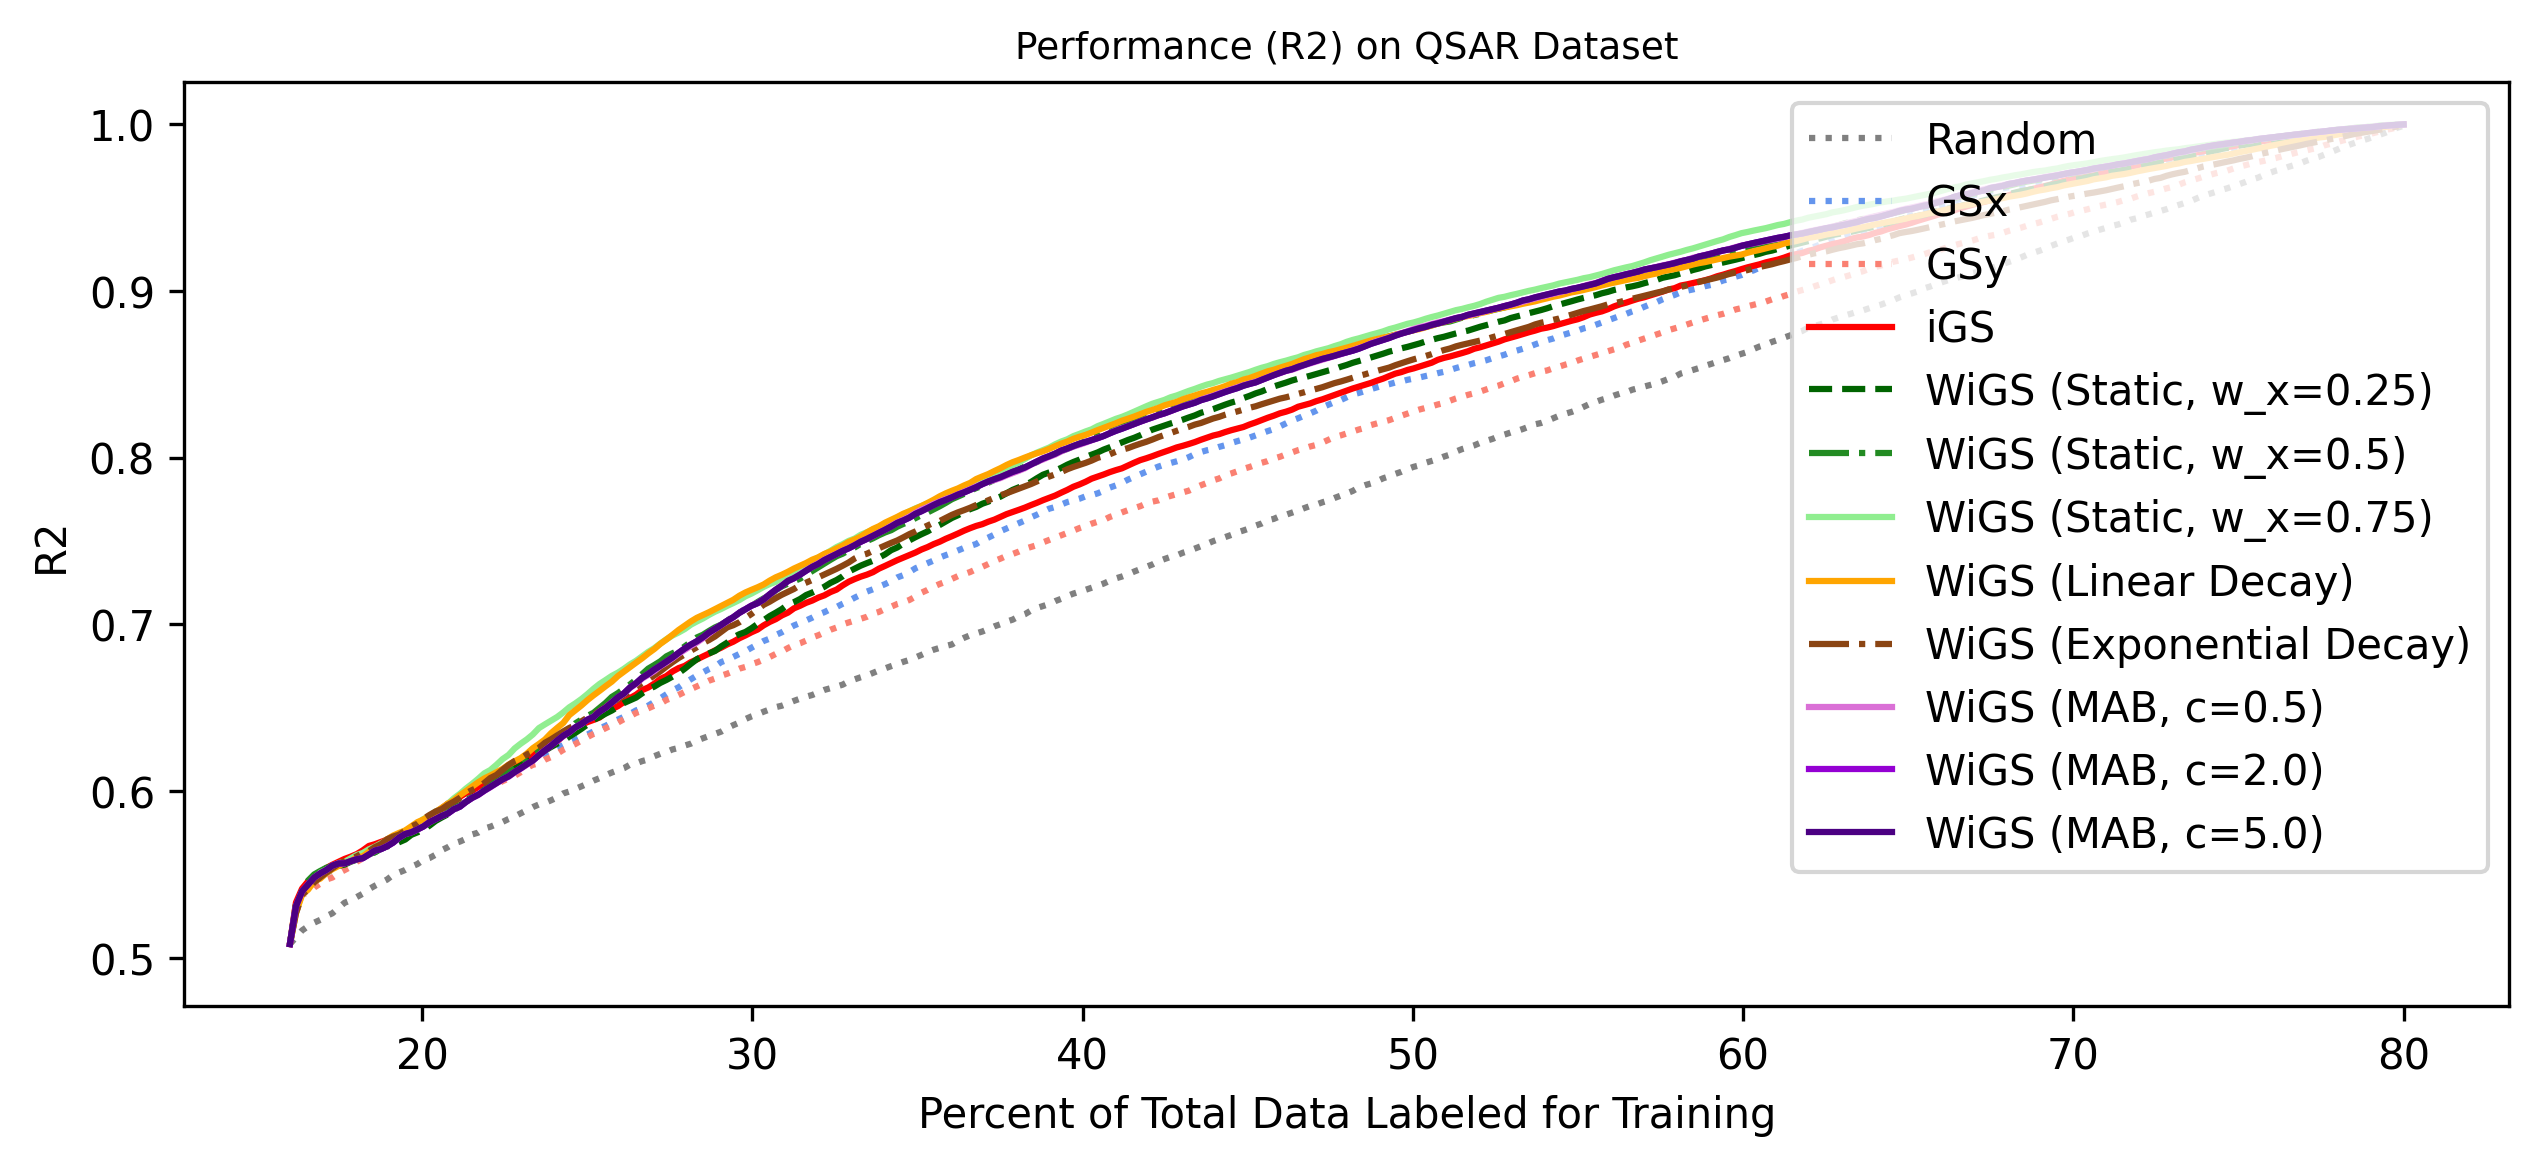 Performance (R2) on QSAR Dataset
1.0
0.9
0.8
0.7
0.6
0.5
R2
20 30 40 50 60 70 80
Percent of Total Data Labeled for Training
Random
GSx
GSy
iGS
WiGS (Static, w_x=0.25)
WiGS (Static, w_x=0.5)
WiGS (Static, w_x=0.75)
WiGS (Linear Decay)
WiGS (Exponential Decay)
WiGS (MAB, c=0.5)
WiGS (MAB, c=2.0)
WiGS (MAB, c=5.0)